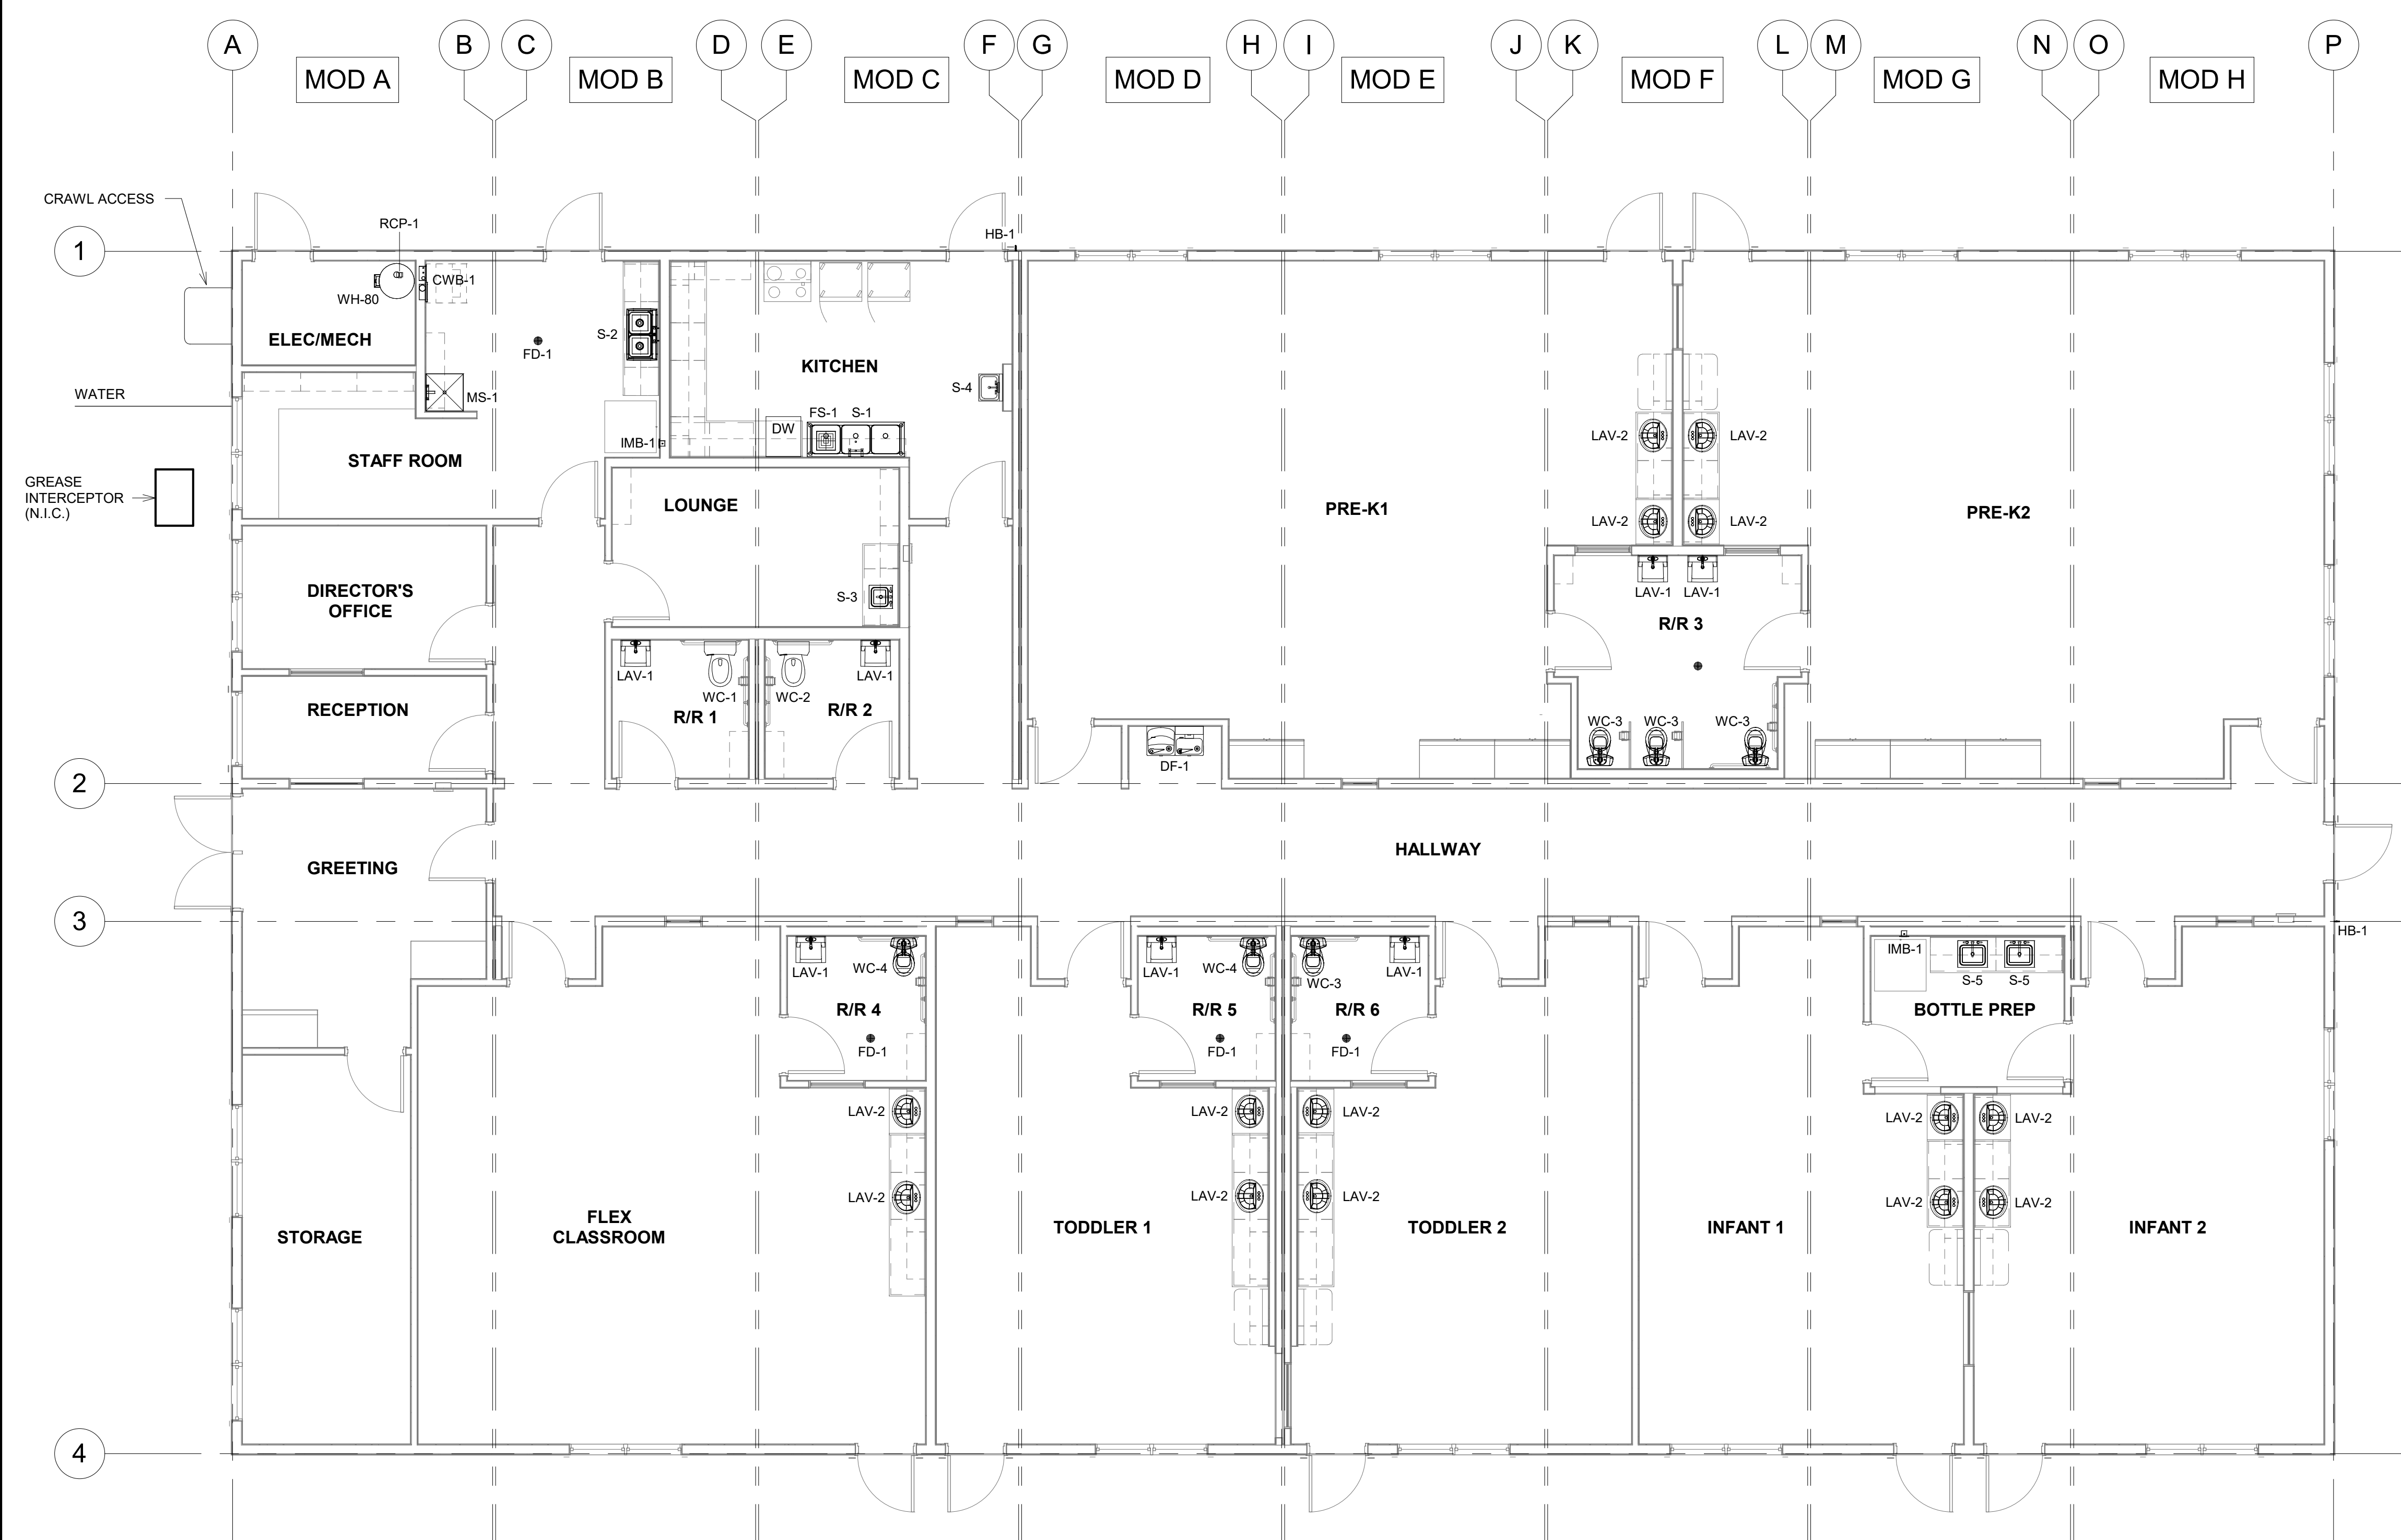 A
B
C
D
E
F
G
H
I
J
K
L
M
N
O
P
MOD A
MOD B
MOD C
MOD D
MOD E
MOD F
MOD G
MOD H
CRAWL ACCESS
RCP-1
HB-1
1
CWB-1
WH-80
ELEC/MECH
S-2
FD-1
KITCHEN
S-4
WATER
MS-1
FS-1
S-1
DW
IMB-1
LAV-2
LAV-2
STAFF ROOM
GREASE
INTERCEPTOR
(N.I.C.)
LOUNGE
PRE-K1
PRE-K2
LAV-2
LAV-2
DIRECTOR'S
OFFICE
S-3
LAV-1
LAV-1
R/R 3
LAV-1
WC-1
WC-2
LAV-1
RECEPTION
R/R 1
R/R 2
WC-3
WC-3
WC-3
DF-1
2
HALLWAY
GREETING
3
HB-1
LAV-1
WC-4
LAV-1
WC-4
WC-3
LAV-1
IMB-1
S-5
S-5
R/R 4
R/R 5
R/R 6
BOTTLE PREP
FD-1
FD-1
FD-1
LAV-2
LAV-2
LAV-2
LAV-2
LAV-2
LAV-2
LAV-2
LAV-2
LAV-2
LAV-2
STORAGE
FLEX
CLASSROOM
TODDLER 1
TODDLER 2
INFANT 1
INFANT 2
4